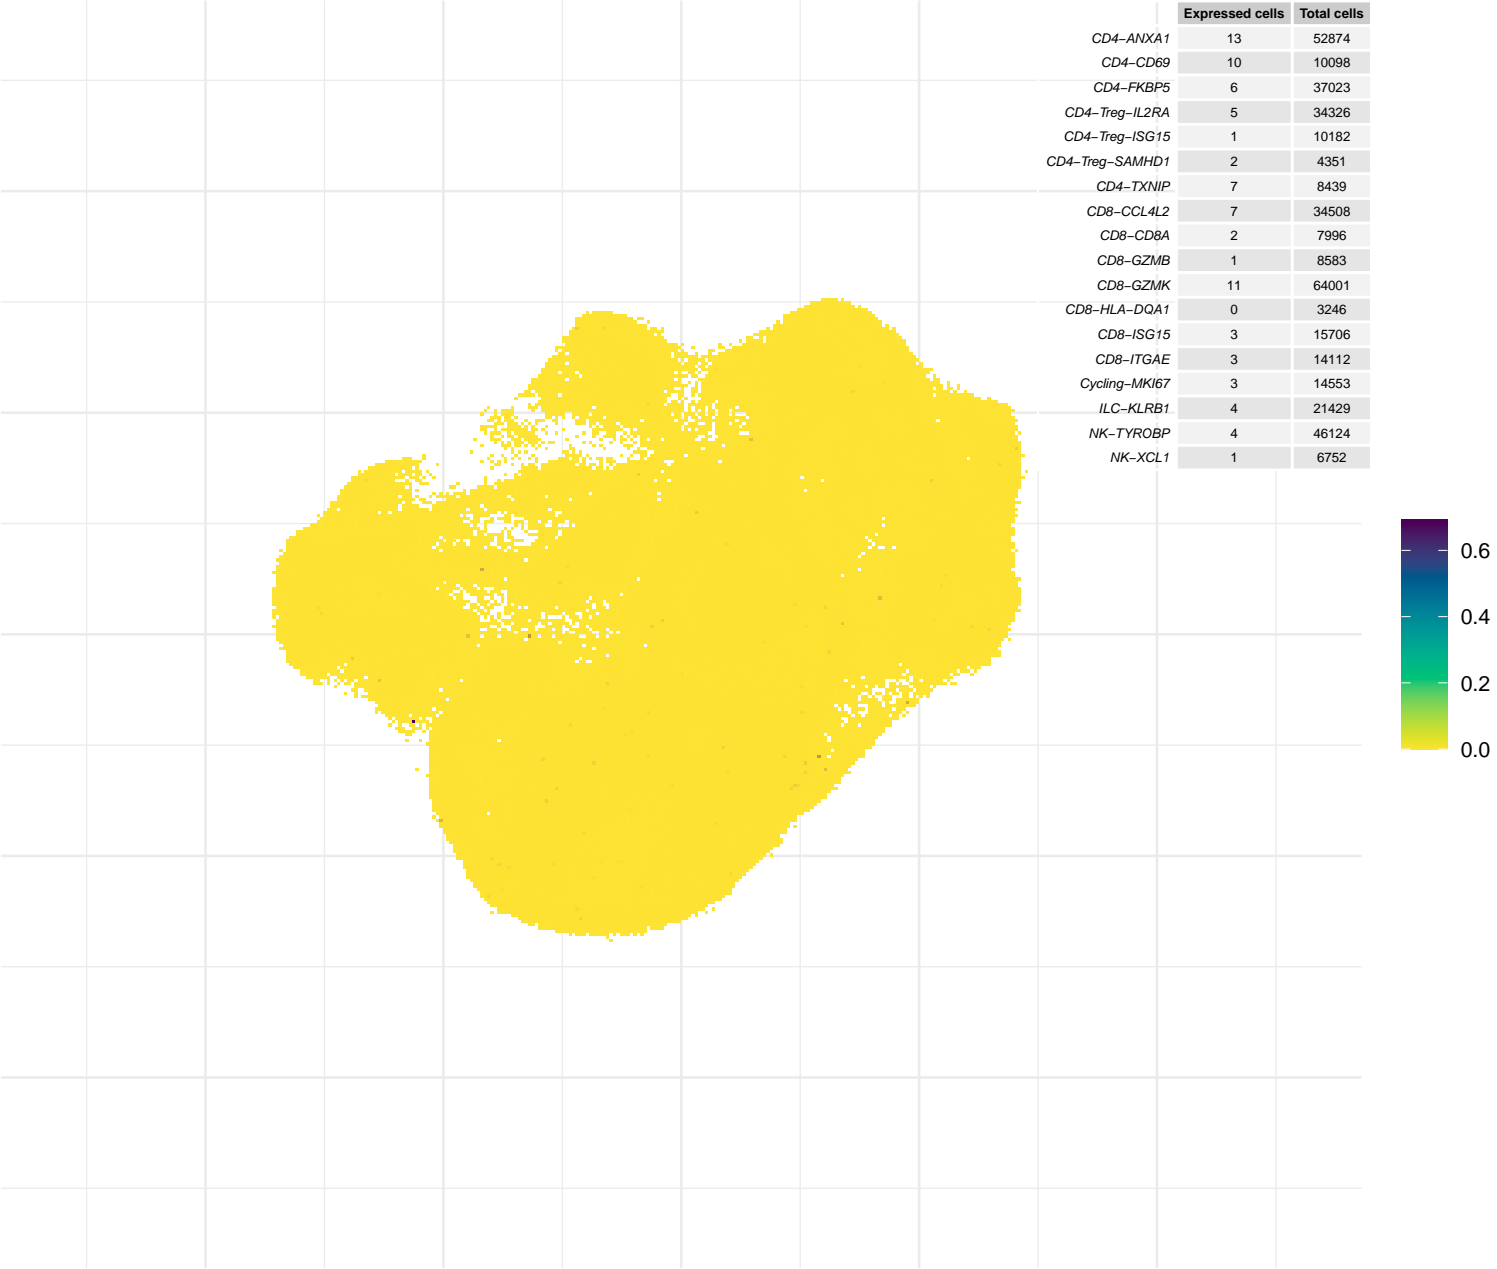 Expressed cells Total cells
CD4−ANXA1 13 52874
CD4−CD69 10 10098
CD4−FKBP5 6 37023
CD4−Treg−IL2RA 5 34326
CD4−Treg−ISG15 1 10182
CD4−Treg−SAMHD1 2 4351
CD4−TXNIP 7 8439
CD8−CCL4L2 7 34508
CD8−CD8A 2 7996
CD8−GZMB 1 8583
CD8−GZMK 11 64001
CD8−HLA−DQA1 0 3246
CD8−ISG15 3 15706
CD8−ITGAE 3 14112
Cycling−MKI67 3 14553
ILC−KLRB1 4 21429
NK−TYROBP 4 46124
NK−XCL1 1 6752
0.6
0.4
0.2
0.0